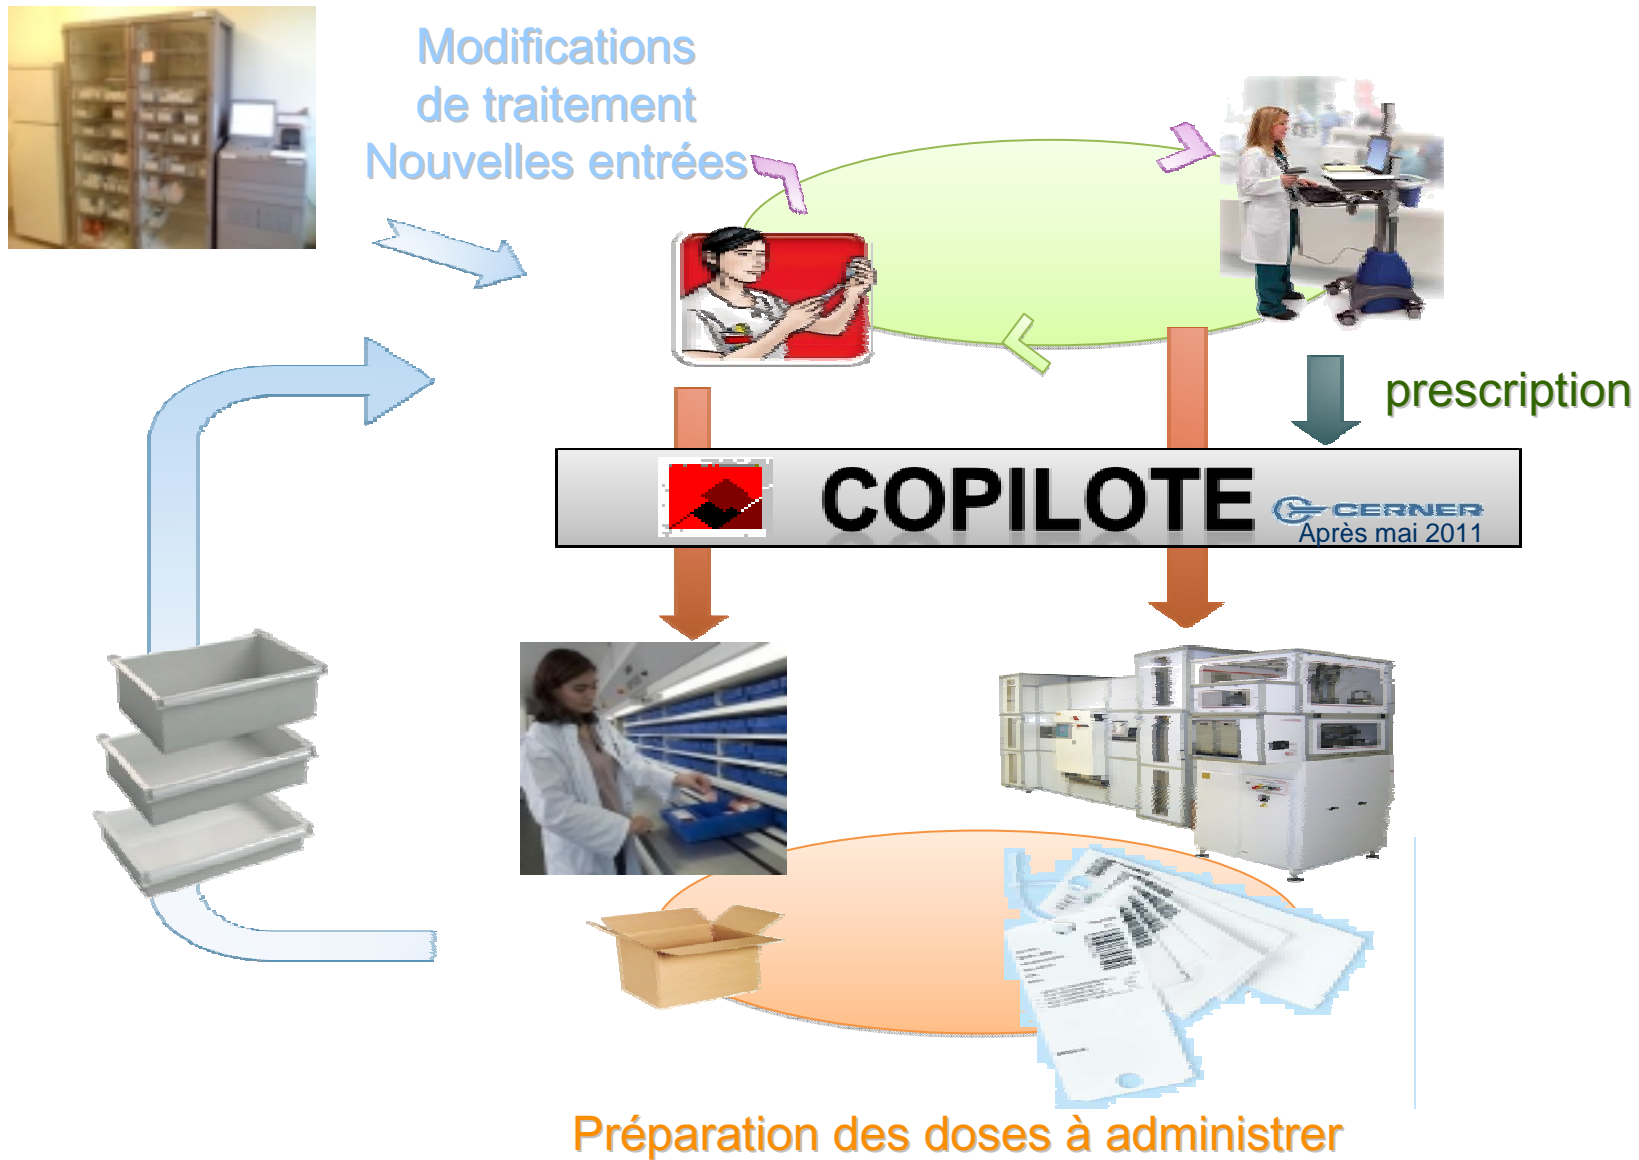 Modifications
de traitement
Nouvelles entrées
prescription
COPILOTE
CERNER
Après mai 2011
Préparation des doses à administrer